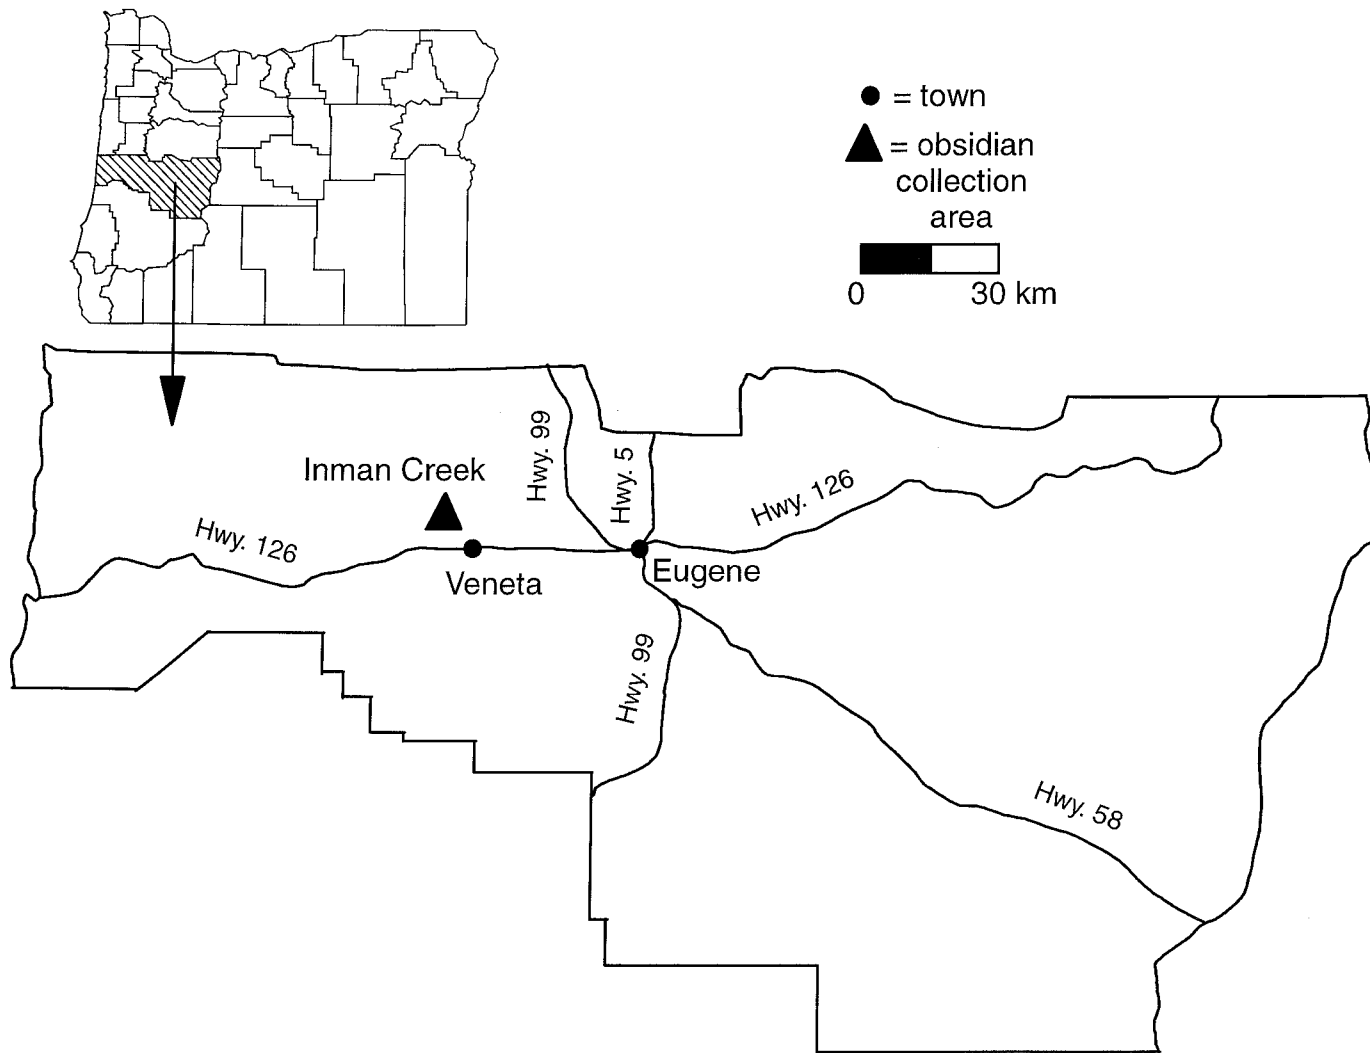 = town
= obsidian
collection
area
0 30 km
Inman Creek
Hwy. 99
Hwy. 5
Hwy. 126
Hwy. 126
Veneta
Eugene
Hwy. 99
Hwy. 58